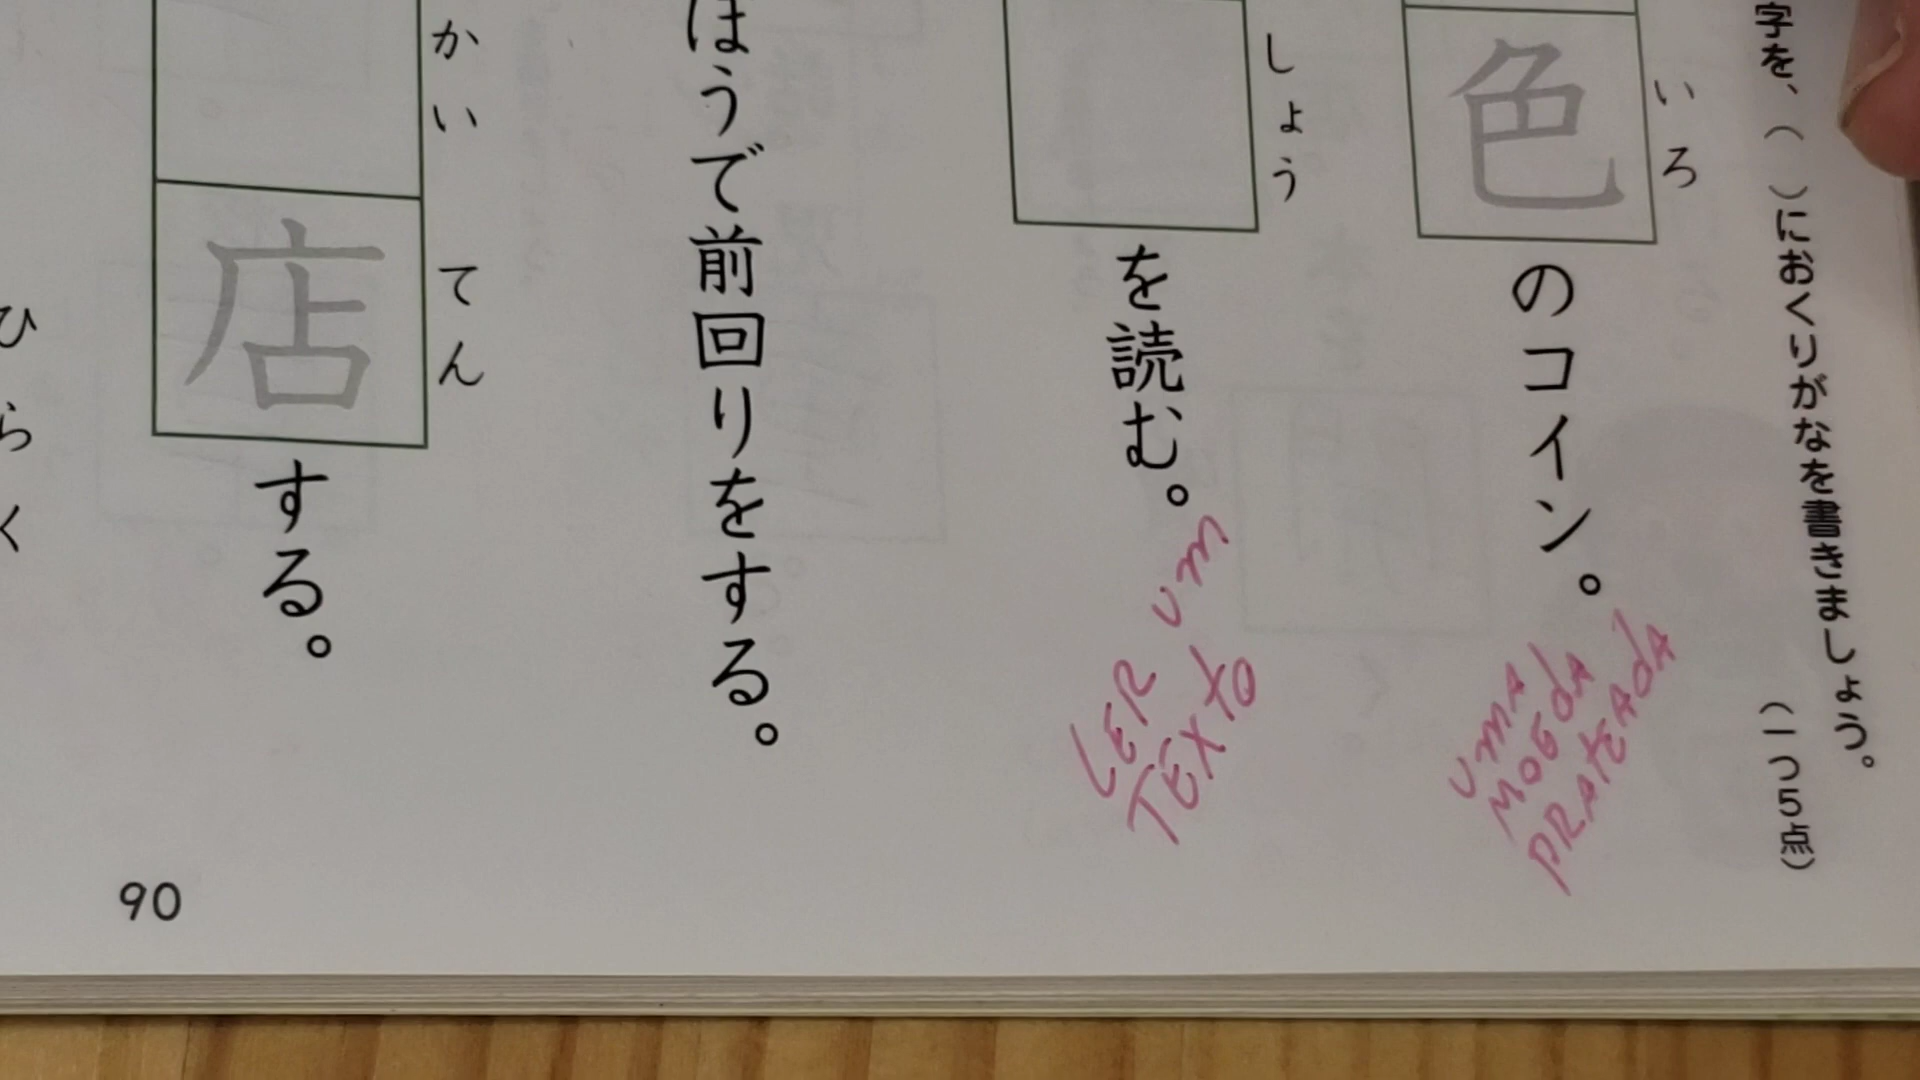 字を、（ ）におくりがなを書きましょう。
（一つ5点）
いろ
色のコイン。
UMA
MOEDA
PRATEADA
しょう
を読む。
LER UM
TEXTO
ほうで前回りをする。
かいてん
店する。
ひらく
90